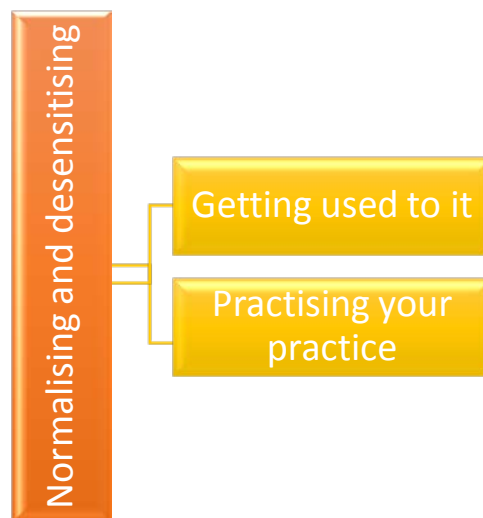 Normalising and desensitising
Getting used to it
Practising your
practice